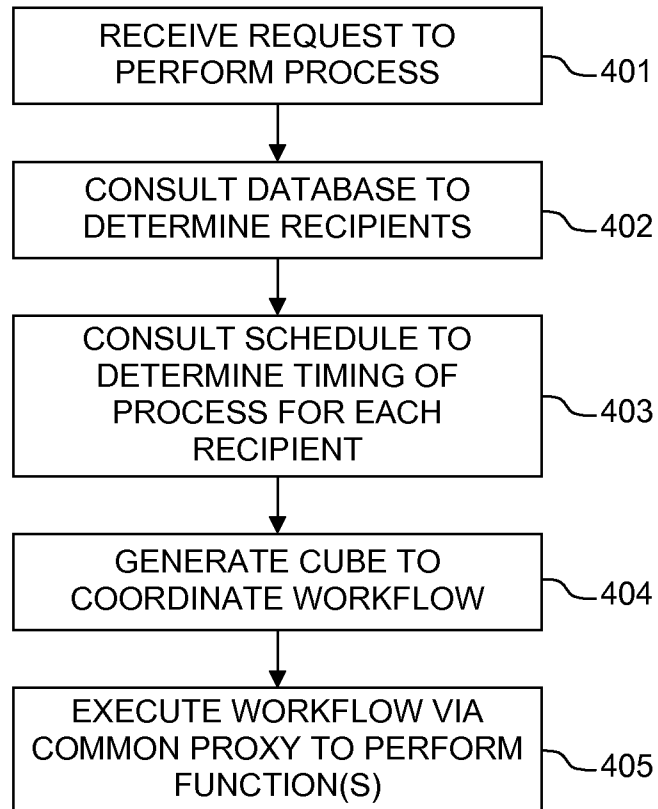 RECEIVE REQUEST TO
PERFORM PROCESS
401
CONSULT DATABASE TO
DETERMINE RECIPIENTS
402
CONSULT SCHEDULE TO
DETERMINE TIMING OF
PROCESS FOR EACH
RECIPIENT
403
GENERATE CUBE TO
COORDINATE WORKFLOW
404
EXECUTE WORKFLOW VIA
COMMON PROXY TO PERFORM
FUNCTION(S)
405